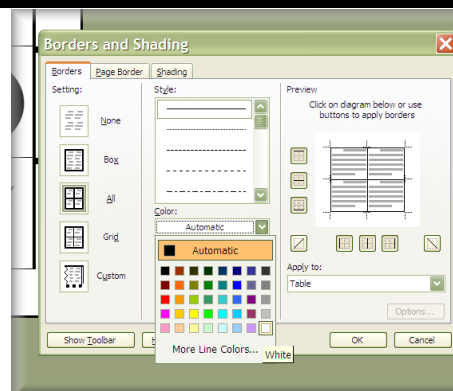 Borders and Shading
Borders Page Border Shading
Setting:
None
Box
All
Grid
Custom
Style:
Color:
Automatic
Automatic
More Line Colors...
White
Preview
Click on diagram below or use
buttons to apply borders
Apply to:
Table
Options...
Show Toolbar
OK
Cancel